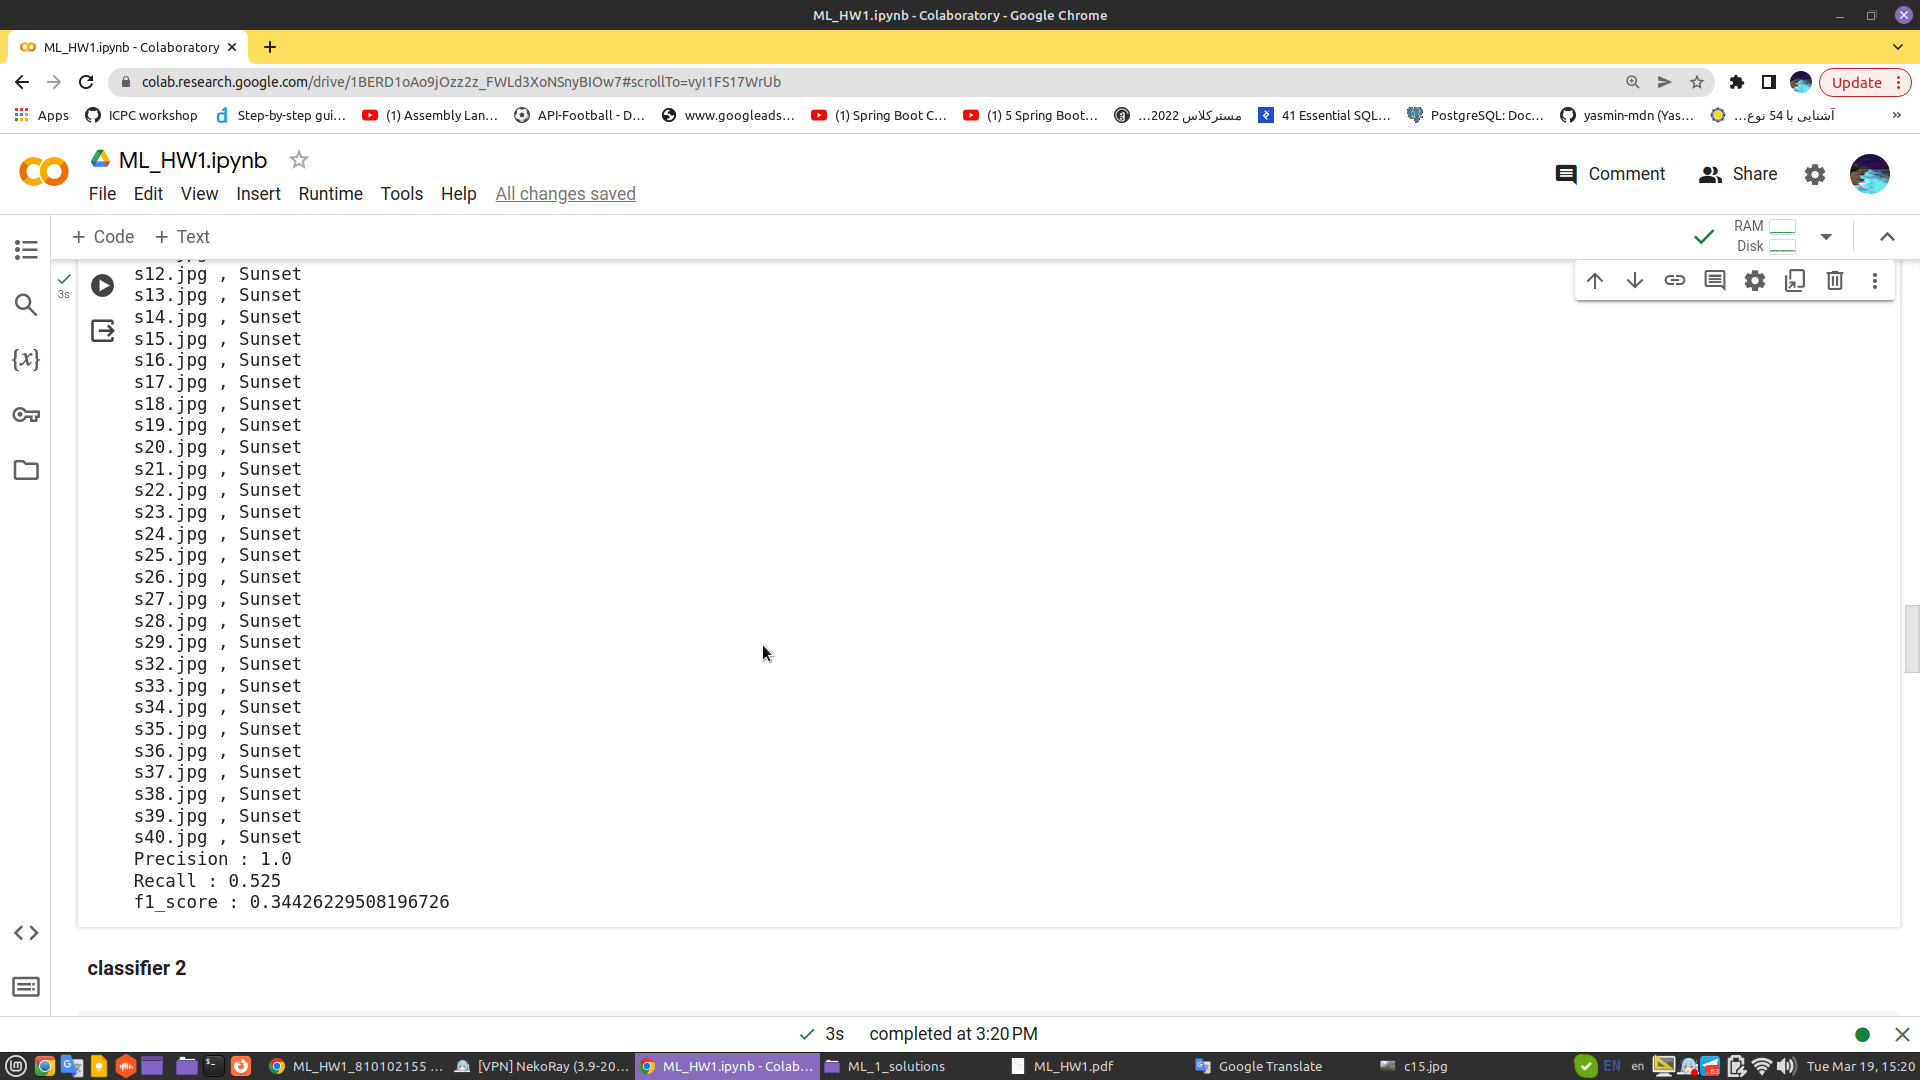 ML_HW1.ipynb - Colaboratory - Google Chrome
ML_HW1.ipynb - Colaboratory
colab.research.google.com/drive/1BERD1oAo9jOzz2z_FWLd3XoNSnyBIOw7#scrollTo=vyI1FS17WrUb
Update
Apps
ICPC workshop
Step-by-step gui...
(1) Assembly Lan...
API-Football - D...
www.googleads...
(1) Spring Boot C...
(1) 5 Spring Boot...
مسترکلاس 2022...
41 Essential SQL...
PostgreSQL: Doc...
yasmin-mdn (Yas...
آشنایی با 54 نوع...
ML_HW1.ipynb
Comment
Share
File Edit View Insert Runtime Tools Help All changes saved
+ Code + Text
RAM
Disk
3s
s12.jpg , Sunset
s13.jpg , Sunset
s14.jpg , Sunset
s15.jpg , Sunset
s16.jpg , Sunset
s17.jpg , Sunset
s18.jpg , Sunset
s19.jpg , Sunset
s20.jpg , Sunset
s21.jpg , Sunset
s22.jpg , Sunset
s23.jpg , Sunset
s24.jpg , Sunset
s25.jpg , Sunset
s26.jpg , Sunset
s27.jpg , Sunset
s28.jpg , Sunset
s29.jpg , Sunset
s32.jpg , Sunset
s33.jpg , Sunset
s34.jpg , Sunset
s35.jpg , Sunset
s36.jpg , Sunset
s37.jpg , Sunset
s38.jpg , Sunset
s39.jpg , Sunset
s40.jpg , Sunset
Precision : 1.0
Recall : 0.525
f1_score : 0.34426229508196726
classifier 2
3s completed at 3:20 PM
ML_HW1_810102155 ...
[VPN] NekoRay (3.9-20...
ML_HW1.ipynb - Colab...
ML_1_solutions
ML_HW1.pdf
Google Translate
c15.jpg
EN
en
Tue Mar 19, 15:20